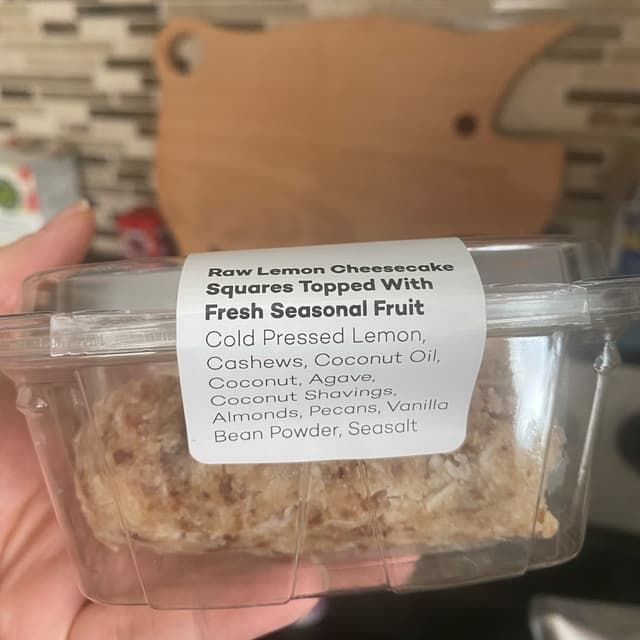 Raw Lemon Cheesecake
Squares Topped With
Fresh Seasonal Fruit
Cold Pressed Lemon,
Cashews, Coconut Oil,
Coconut, Agave,
Coconut Shavings,
Almonds, Pecans, Vanilla
Bean Powder, Seasalt